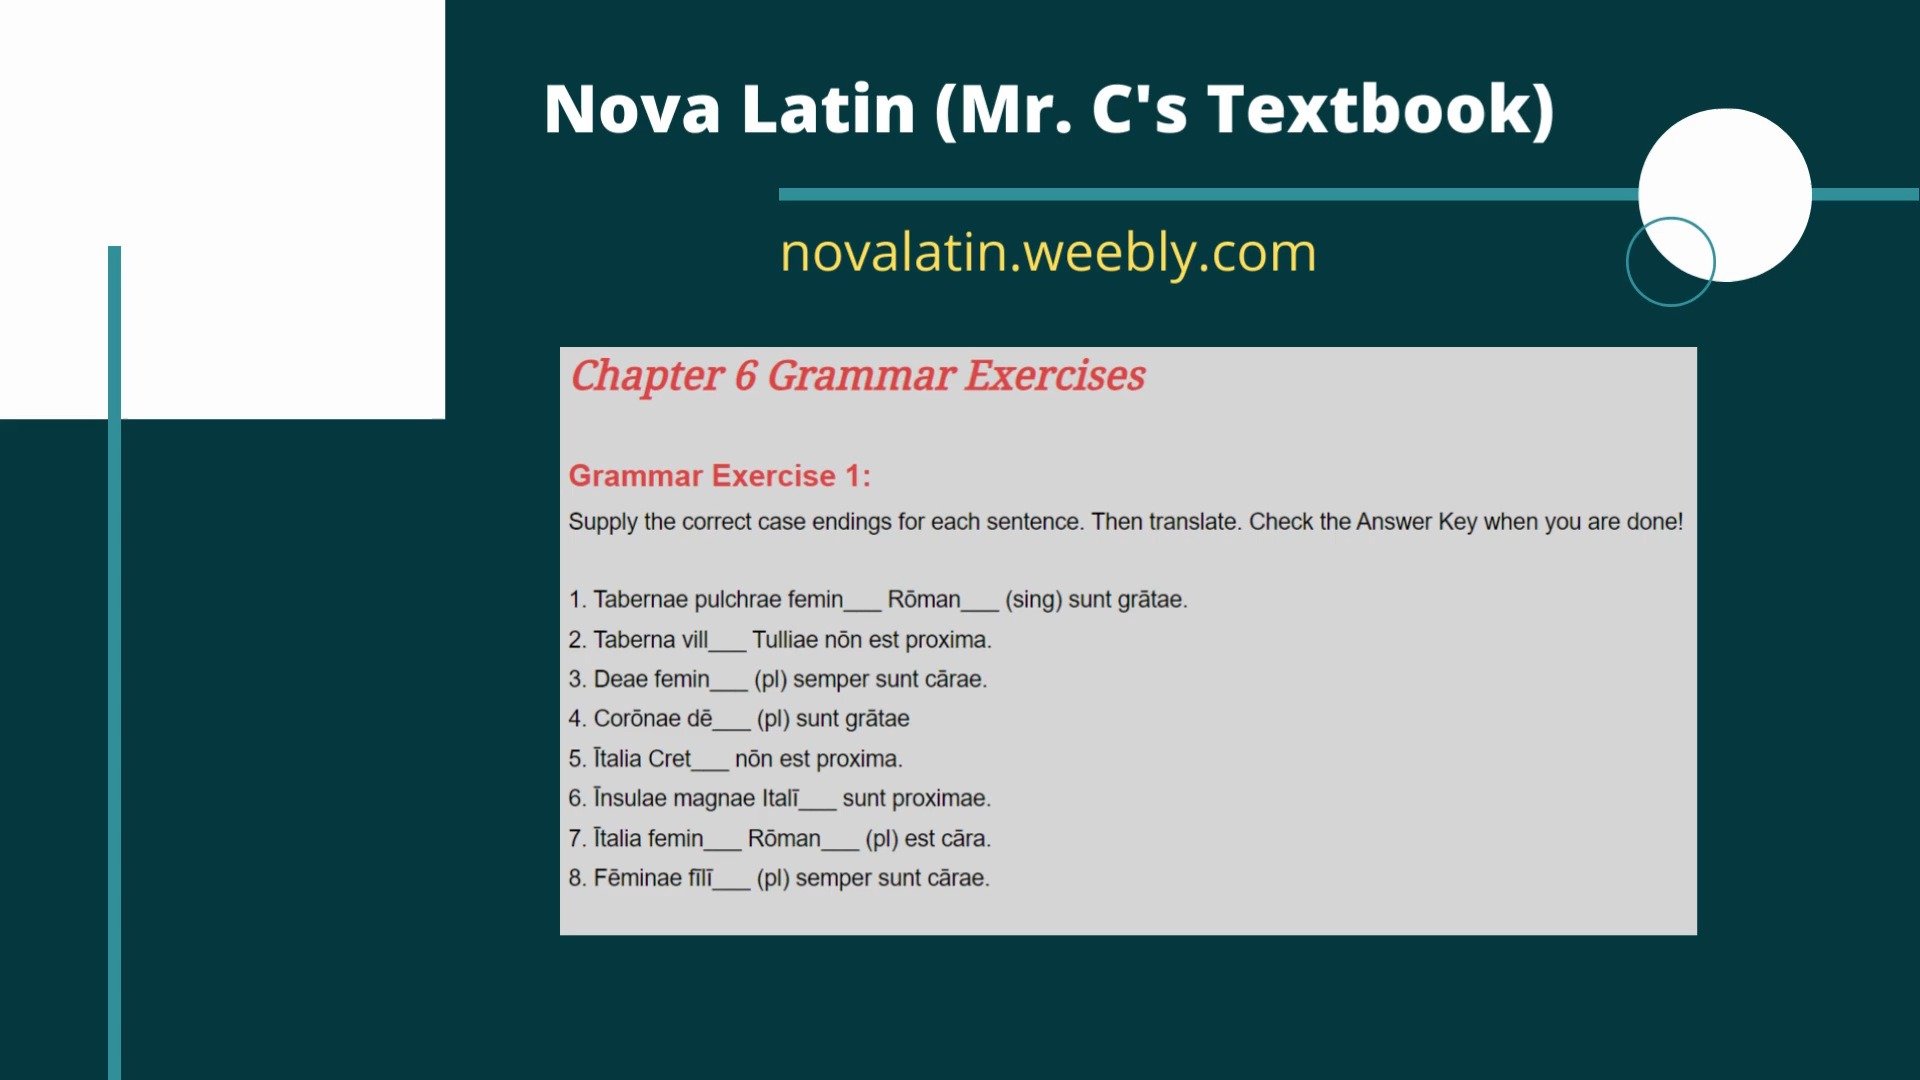 Nova Latin (Mr. C's Textbook)
novalatin.weebly.com
Chapter 6 Grammar Exercises
Grammar Exercise 1:
Supply the correct case endings for each sentence. Then translate. Check the Answer Key when you are done!
1. Tabernae pulchrae femin___ Rōman___ (sing) sunt grātae.
2. Taberna vill___ Tulliae nōn est proxima.
3. Deae femin___ (pl) semper sunt cārae.
4. Corōnae dē___ (pl) sunt grātae
5. Ītalia Cret___ nōn est proxima.
6. Īnsulae magnae Italī___ sunt proximae.
7. Ītalia femin___ Rōman___ (pl) est cāra.
8. Fēminae fīlī___ (pl) semper sunt cārae.